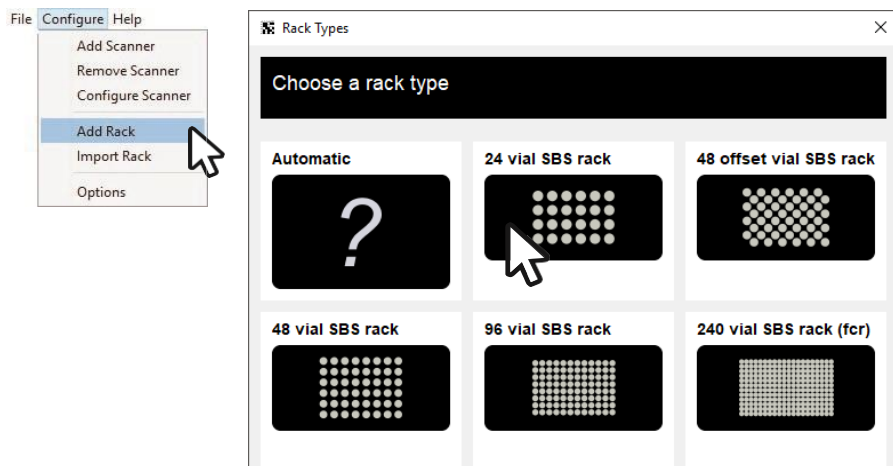 File Configure Help
Add Scanner
Remove Scanner
Configure Scanner
Add Rack
Import Rack
Options
Rack Types
Choose a rack type
Automatic
24 vial SBS rack
48 offset vial SBS rack
?
48 vial SBS rack
96 vial SBS rack
240 vial SBS rack (fcr)